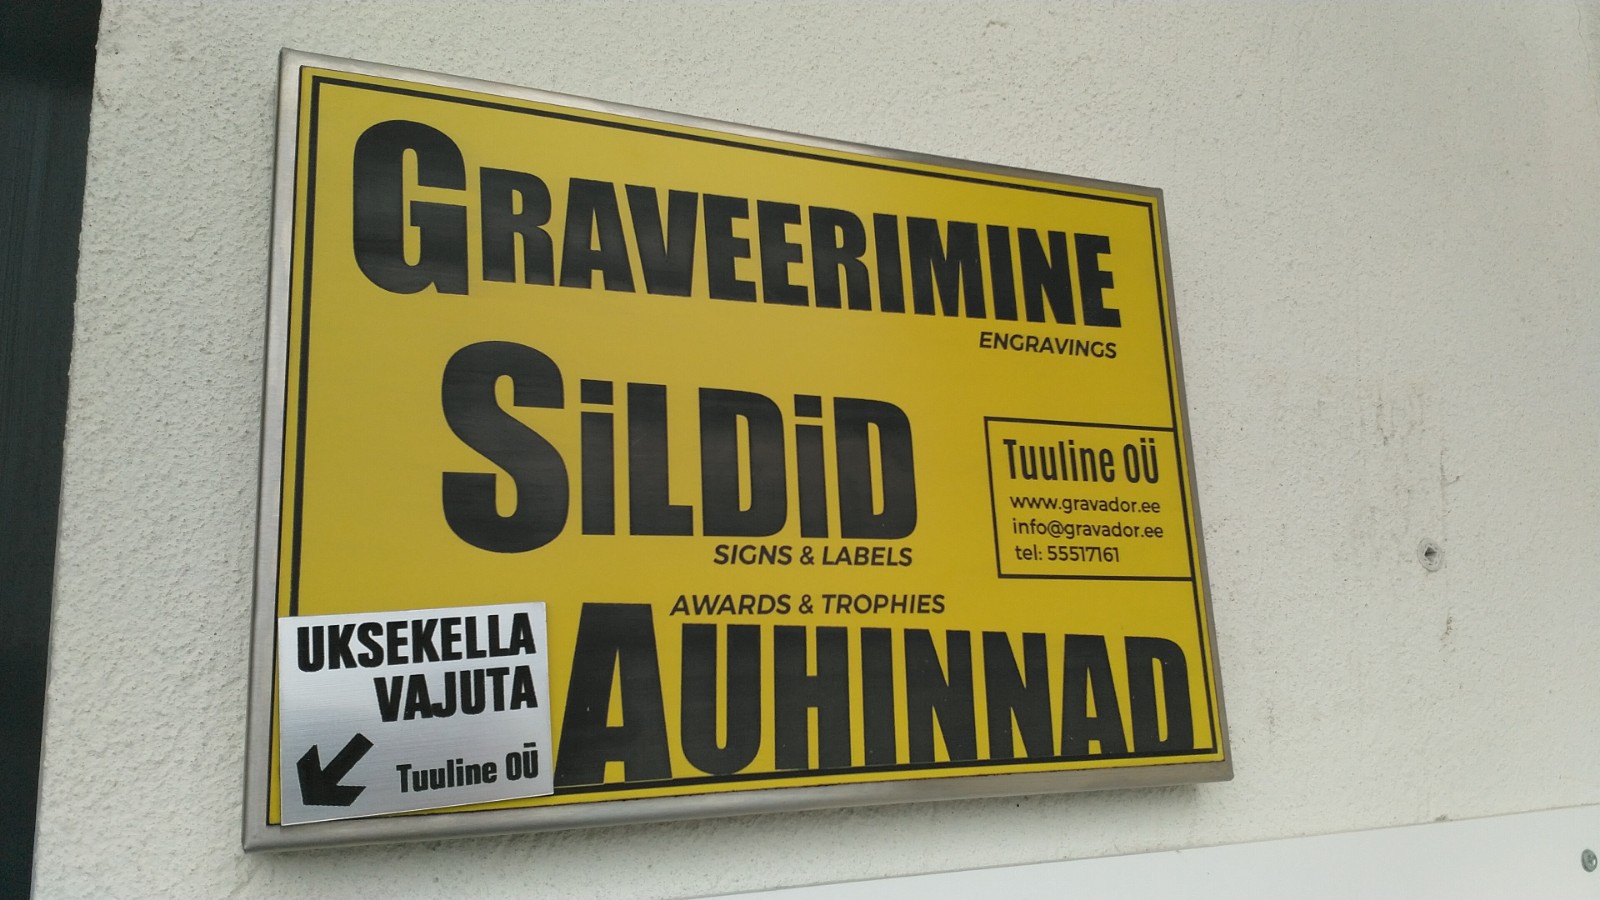 GRAVEERIMINE
ENGRAVINGS
SiLDiD
SIGNS & LABELS
Tuuline OÜ
www.gravador.ee
info@gravador.ee
tel: 55517161
AWARDS & TROPHIES
AUHINNAD
UKSEKELLA
VAJUTA
Tuuline OÜ